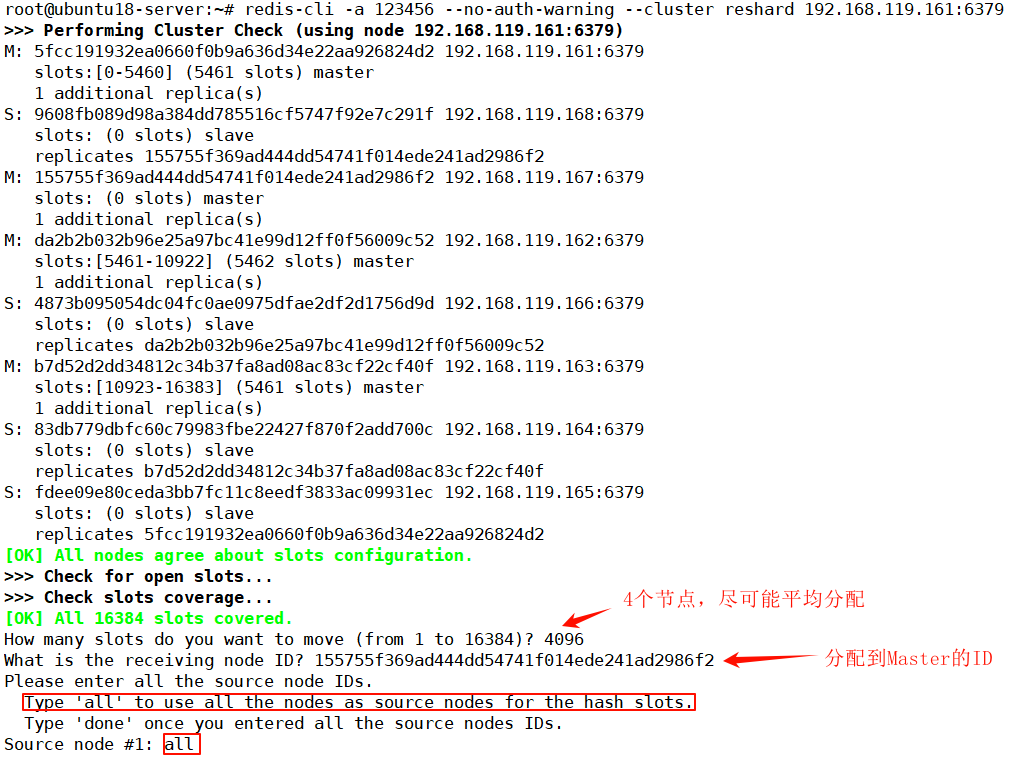 root@ubuntu18-server:~# redis-cli -a 123456 --no-auth-warning --cluster reshard 192.168.119.161:6379
>>> Performing Cluster Check (using node 192.168.119.161:6379)
M: 5fcc191932ea0660f0b9a636d34e22aa926824d2 192.168.119.161:6379
   slots:[0-5460] (5461 slots) master
   1 additional replica(s)
S: 9608fb089d98a384dd785516cf5747f92e7c291f 192.168.119.168:6379
   slots: (0 slots) slave
   replicates 155755f369ad444dd54741f014ede241ad2986f2
M: 155755f369ad444dd54741f014ede241ad2986f2 192.168.119.167:6379
   slots: (0 slots) master
   1 additional replica(s)
M: da2b2b032b96e25a97bc41e99d12ff0f56009c52 192.168.119.162:6379
   slots:[5461-10922] (5462 slots) master
   1 additional replica(s)
S: 4873b095054dc04fc0ae0975dfae2df2d1756d9d 192.168.119.166:6379
   slots: (0 slots) slave
   replicates da2b2b032b96e25a97bc41e99d12ff0f56009c52
M: b7d52d2dd34812c34b37fa8ad08ac83cf22cf40f 192.168.119.163:6379
   slots:[10923-16383] (5461 slots) master
   1 additional replica(s)
S: 83db779dbfc60c79983fbe22427f870f2add700c 192.168.119.164:6379
   slots: (0 slots) slave
   replicates b7d52d2dd34812c34b37fa8ad08ac83cf22cf40f
S: fdee09e80ceda3bb7fc11c8eedf3833ac09931ec 192.168.119.165:6379
   slots: (0 slots) slave
   replicates 5fcc191932ea0660f0b9a636d34e22aa926824d2
[OK] All nodes agree about slots configuration.
>>> Check for open slots...
>>> Check slots coverage...
[OK] All 16384 slots covered.
4个节点，尽可能平均分配
How many slots do you want to move (from 1 to 16384)? 4096
What is the receiving node ID? 155755f369ad444dd54741f014ede241ad2986f2
分配到Master的ID
Please enter all the source node IDs.
  Type 'all' to use all the nodes as source nodes for the hash slots.
  Type 'done' once you entered all the source nodes IDs.
Source node #1: all